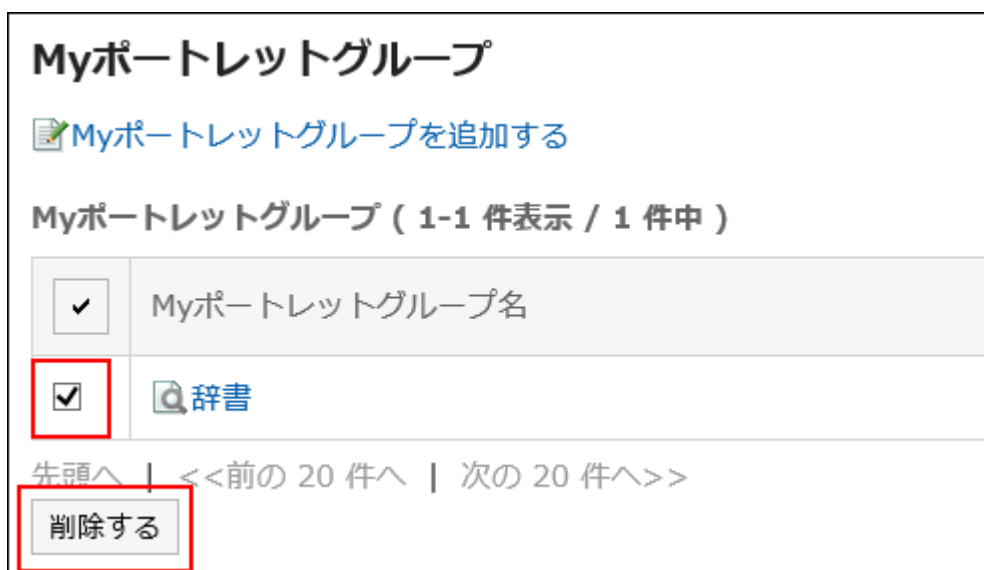 Myポートレットグループ
Myポートレットグループを追加する
Myポートレットグループ ( 1-1 件表示 / 1 件中 )
Myポートレットグループ名
辞書
先頭へ | <<前の 20 件へ | 次の 20 件へ>>
削除する